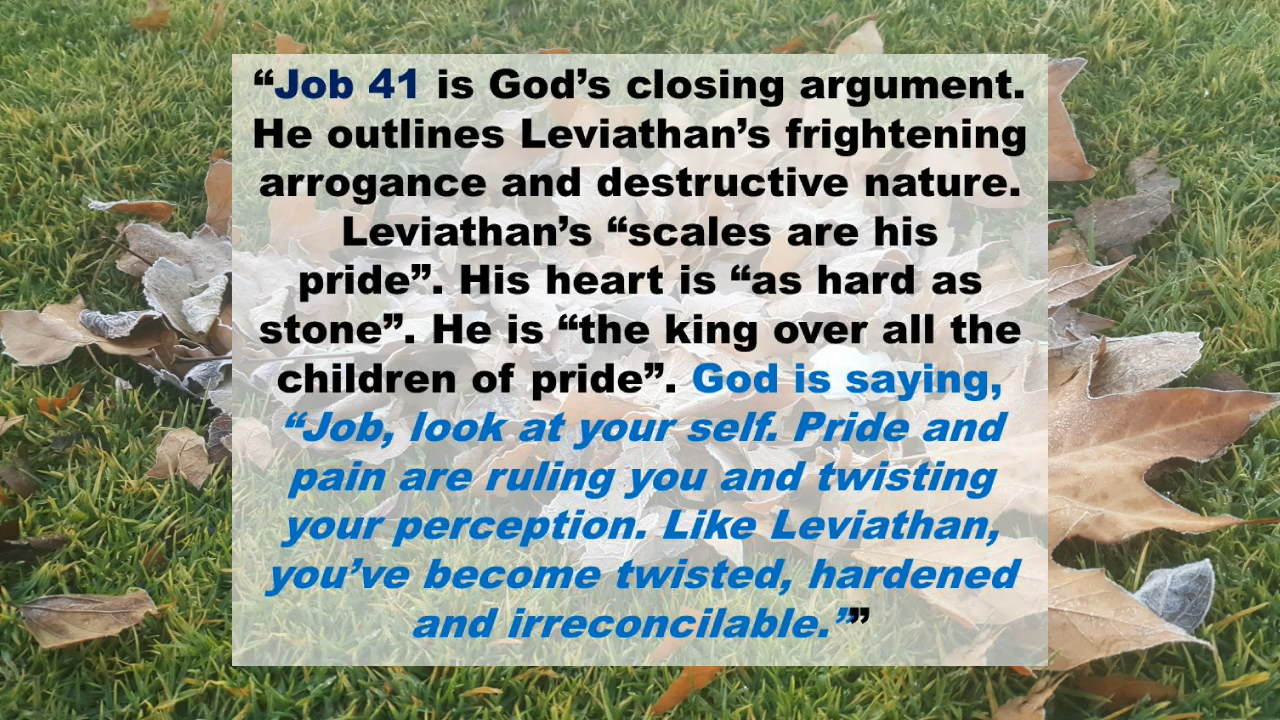 “Job 41 is God’s closing argument.
He outlines Leviathan’s frightening
arrogance and destructive nature.
Leviathan’s “scales are his
pride”. His heart is “as hard as
stone”. He is “the king over all the
children of pride”. God is saying,
“Job, look at your self. Pride and
pain are ruling you and twisting
your perception. Like Leviathan,
you’ve become twisted, hardened
and irreconcilable.””